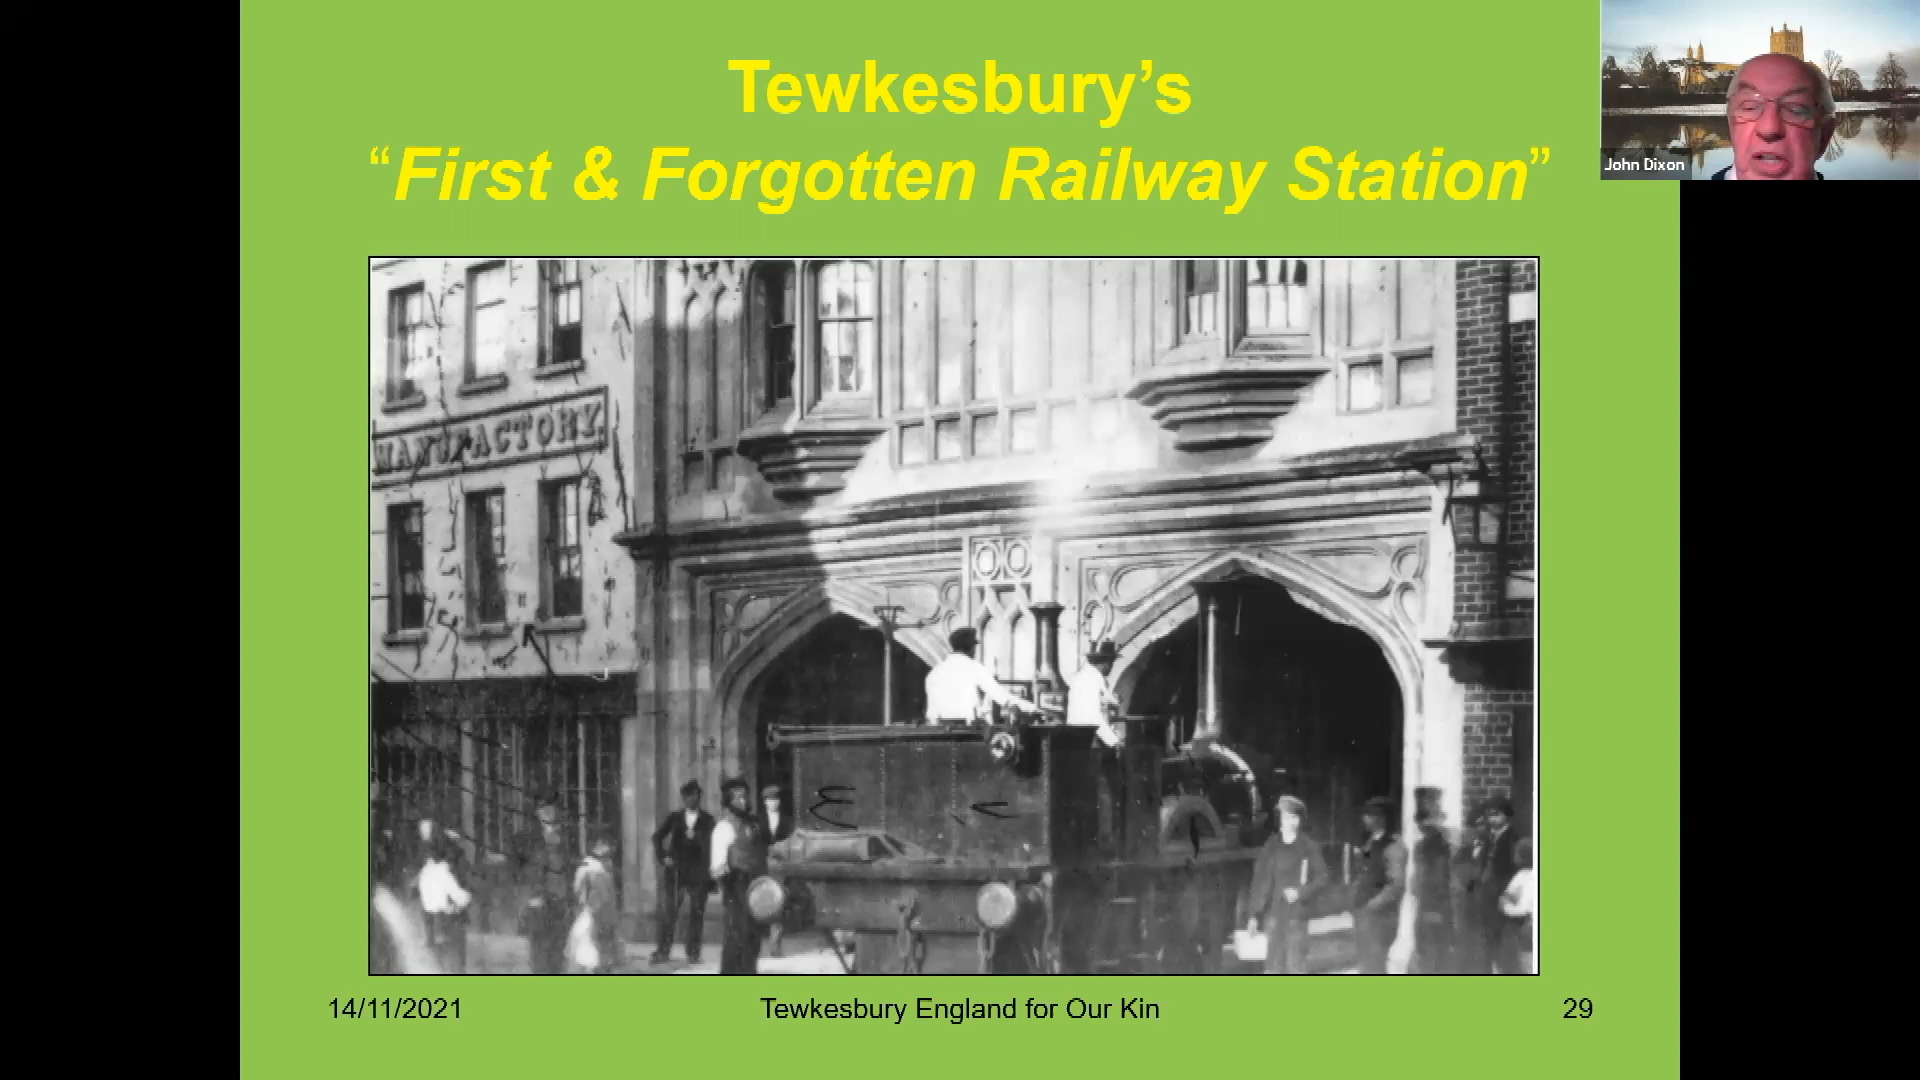 Tewkesbury’s
“First & Forgotten Railway Station”
John Dixon
MANUFACTORY.
14/11/2021
Tewkesbury England for Our Kin
29